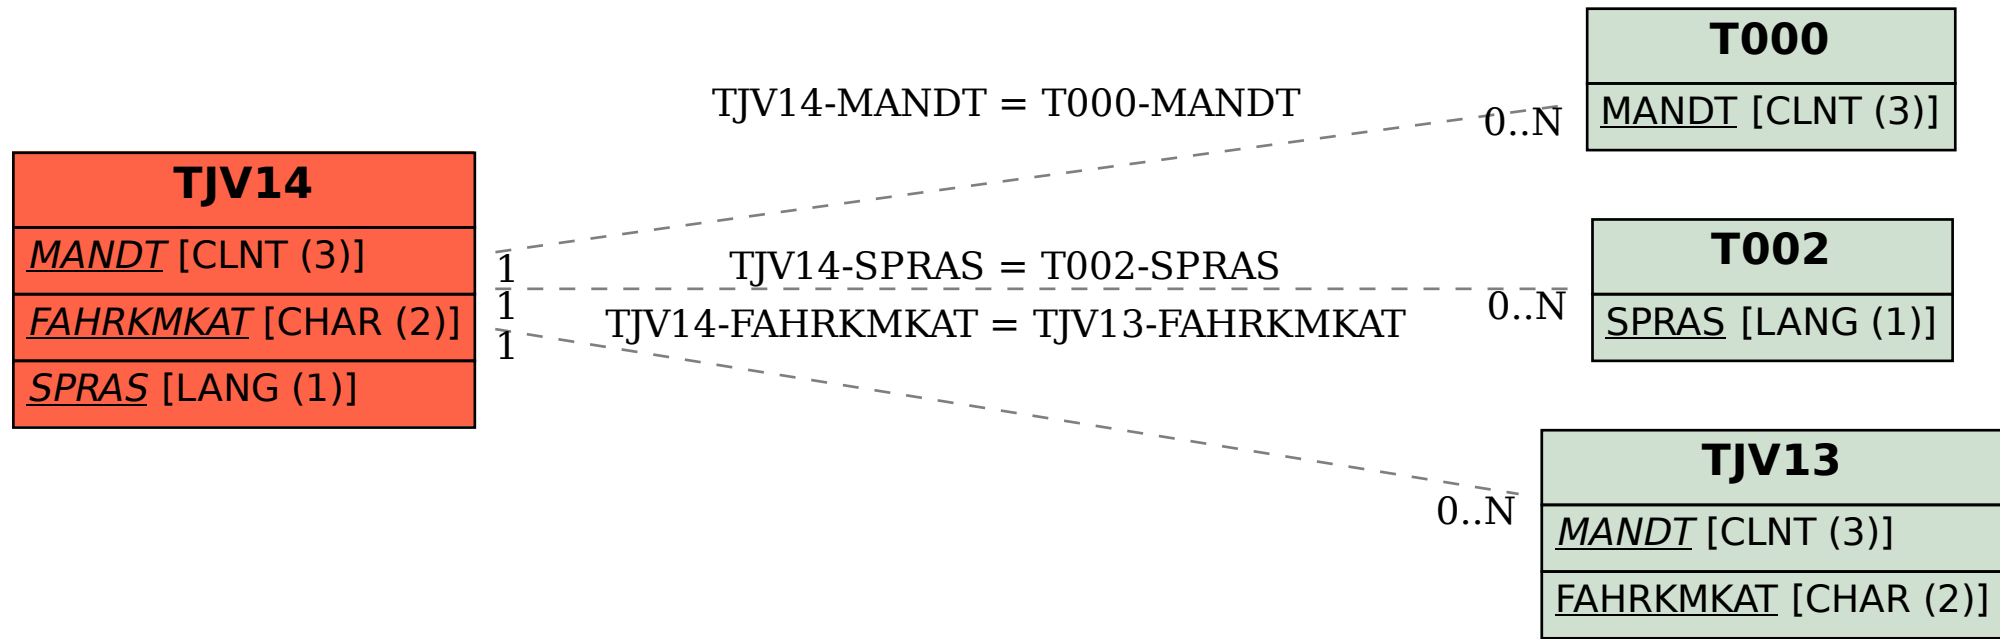 T000
MANDT [CLNT (3)]
TJV14-MANDT = T000-MANDT
0..N
TJV14
MANDT [CLNT (3)]
FAHRKMKAT [CHAR (2)]
SPRAS [LANG (1)]
1
TJV14-SPRAS = T002-SPRAS
1
0..N
TJV14-FAHRKMKAT = TJV13-FAHRKMKAT
1
T002
SPRAS [LANG (1)]
0..N
TJV13
MANDT [CLNT (3)]
FAHRKMKAT [CHAR (2)]